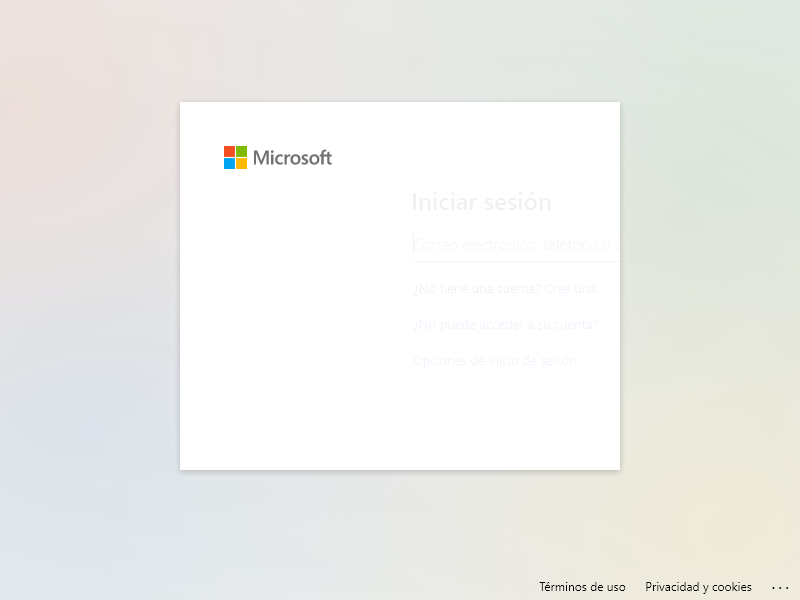 Microsoft
Iniciar sesión
Correo electrónico, teléfono o S
¿No tiene una cuenta? Cree una.
¿No puede acceder a su cuenta?
Opciones de inicio de sesión
Términos de uso Privacidad y cookies ...